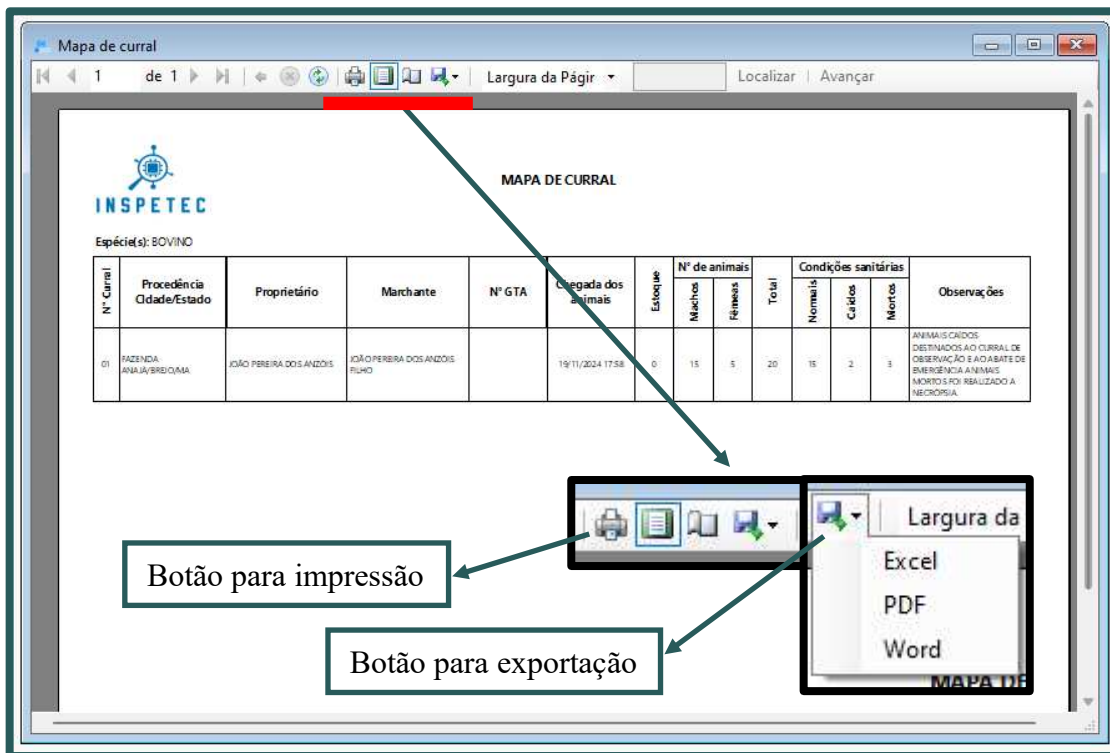 Mapa de curral
1 de 1 Largura da Págir Localizar | Avançar
INSPETEC
MAPA DE CURRAL
Espécie(s): BOVINO
N° Curral
Procedência
Cidade/Estado
Proprietário
Marchante
N° GTA
Chegada dos
animais
Estoque
N° de animais
Machos
Fêmeas
Total
Condições sanitárias
Normais
Caídos
Mortos
Observações
01
FAZENDA
ANAJÁ/BREJO/MA
JOÃO PEREIRA DOS ANZÓIS
JOÃO PEREIRA DOS ANZÓIS
FILHO
19/11/2024 17:58
0
15
5
20
15
2
3
ANIMAIS CAÍDOS
DESTINADOS AO CURRAL DE
OBSERVAÇÃO E AO ABATE DE
EMERGÊNCIA ANIMAIS
MORTOS FOI REALIZADO A
NECRÓPSIA.
Largura da
Excel
PDF
Word
MAPA DE
Botão para impressão
Botão para exportação